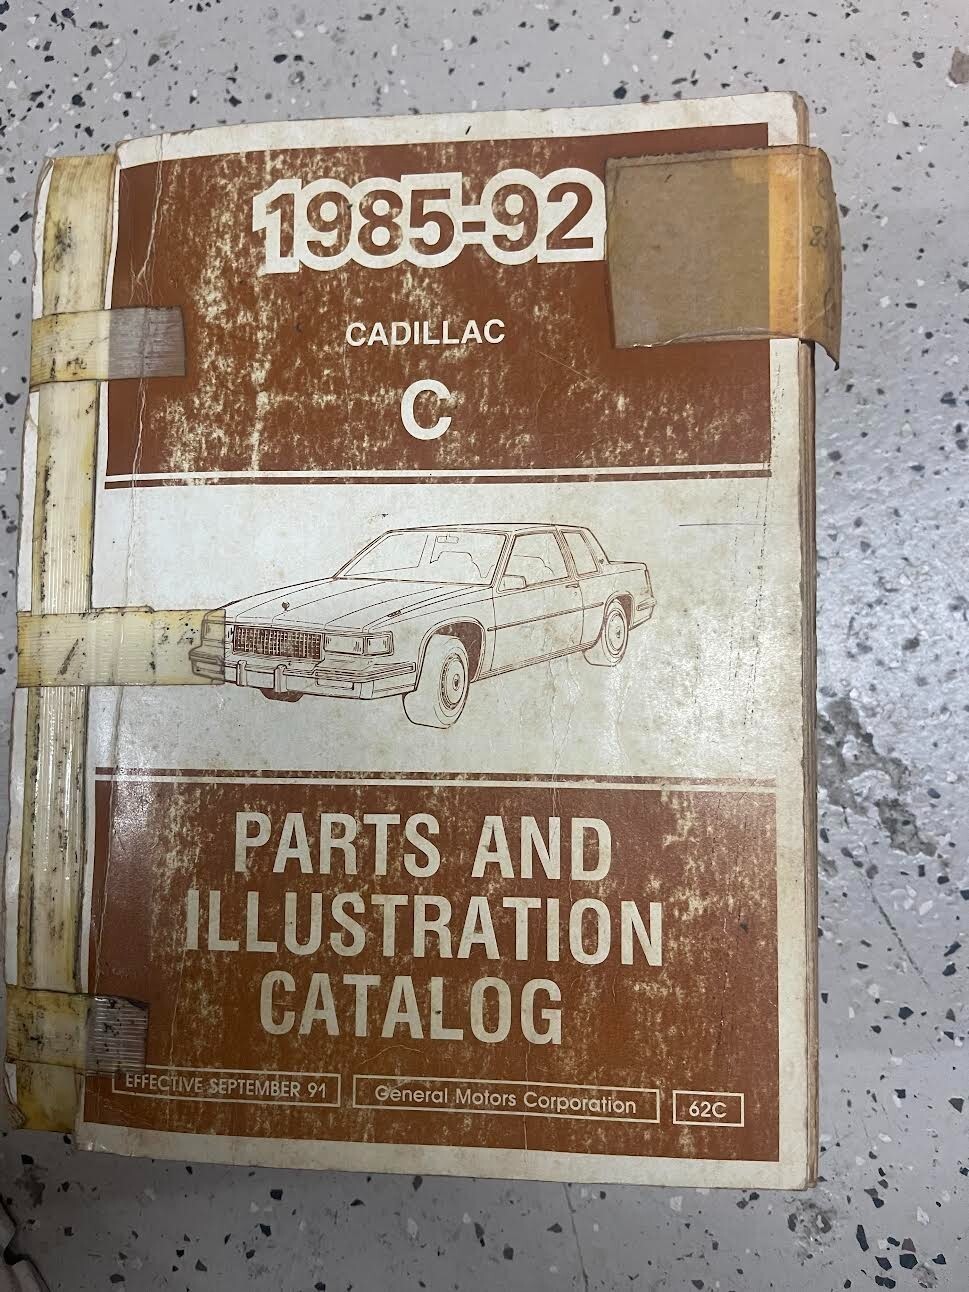 1985-92
CADILLAC
C
PARTS AND
ILLUSTRATION
CATALOG
EFFECTIVE SEPTEMBER 91
General Motors Corporation
62C